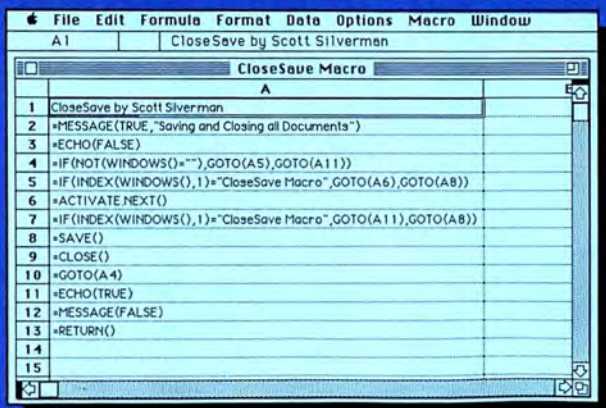 File Edit Formula Format Data Options Macro Window
A1 CloseSave by Scott Silverman
CloseSave Macro
A
1 CloseSave by Scott Silverman
2 =MESSAGE(TRUE,"Saving and Closing all Documents")
3 =ECHO(FALSE)
4 =IF(NOT(WINDOWS()=""),GOTO(A5),GOTO(A11))
5 =IF(INDEX(WINDOWS(),1)="CloseSave Macro",GOTO(A6),GOTO(A8))
6 =ACTIVATE.NEXT()
7 =IF(INDEX(WINDOWS(),1)="CloseSave Macro",GOTO(A11),GOTO(A8))
8 =SAVE()
9 =CLOSE()
10 =GOTO(A4)
11 =ECHO(TRUE)
12 =MESSAGE(FALSE)
13 =RETURN()
14
15